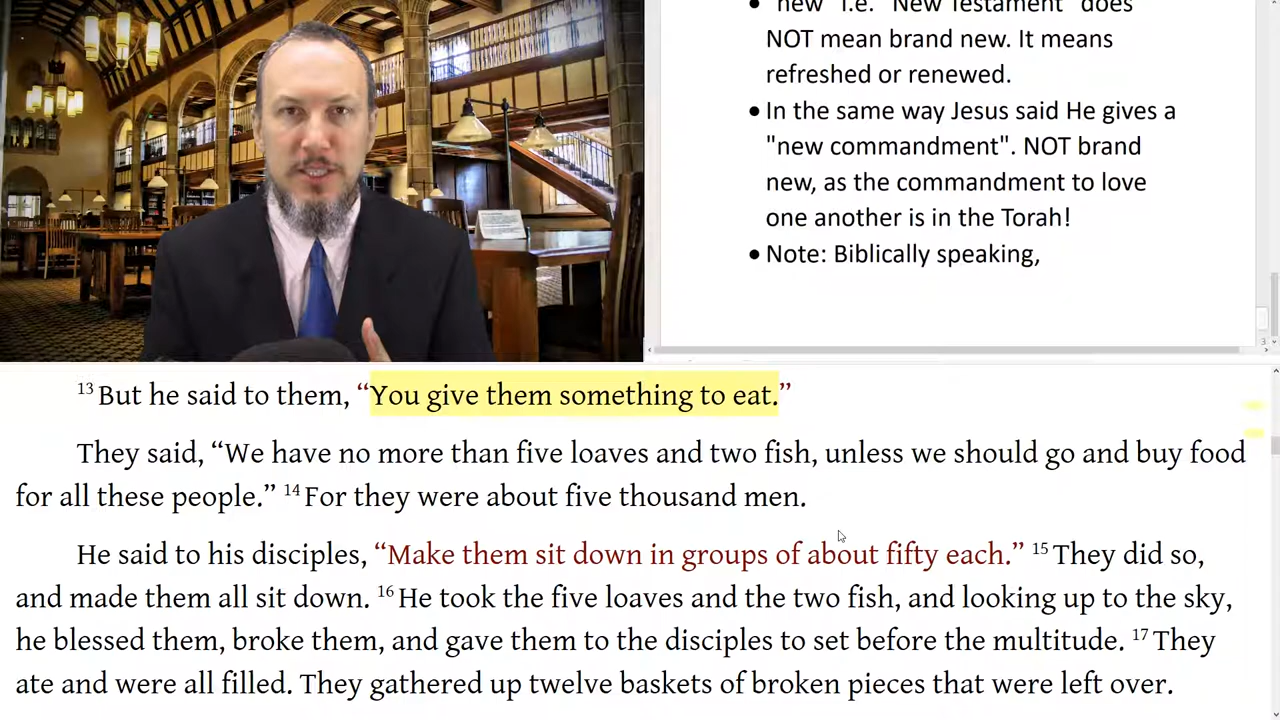 "new" i.e. "New Testament" does
NOT mean brand new. It means
refreshed or renewed.
• In the same way Jesus said He gives a
"new commandment". NOT brand
new, as the commandment to love
one another is in the Torah!
• Note: Biblically speaking,
3
13 But he said to them, “You give them something to eat.”
They said, “We have no more than five loaves and two fish, unless we should go and buy food
for all these people.” 14 For they were about five thousand men.
He said to his disciples, “Make them sit down in groups of about fifty each.” 15 They did so,
and made them all sit down. 16 He took the five loaves and the two fish, and looking up to the sky,
he blessed them, broke them, and gave them to the disciples to set before the multitude. 17 They
ate and were all filled. They gathered up twelve baskets of broken pieces that were left over.